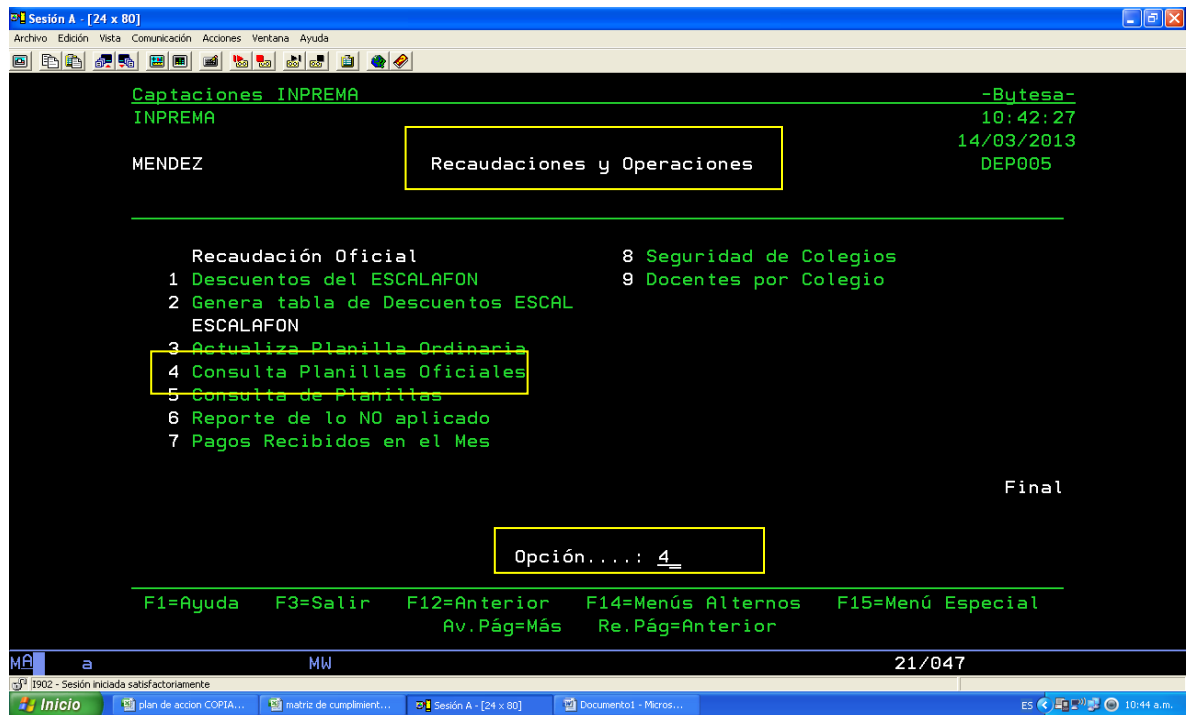 Sesión A - [24 x 80]
Archivo Edición Vista Comunicación Acciones Ventana Ayuda
Captaciones INPREMA -Bytesa-
INPREMA 10:42:27
14/03/2013
MENDEZ Recaudaciones y Operaciones DEP005
Recaudación Oficial 8 Seguridad de Colegios
1 Descuentos del ESCALAFON 9 Docentes por Colegio
2 Genera tabla de Descuentos ESCAL
ESCALAFON
3 Actualiza Planilla Ordinaria
4 Consulta Planillas Oficiales
5 Consulta de Planillas
6 Reporte de lo NO aplicado
7 Pagos Recibidos en el Mes
Final
Opción....: 4_
F1=Ayuda F3=Salir F12=Anterior F14=Menús Alternos F15=Menú Especial
Av.Pág=Más Re.Pág=Anterior
MA a MW 21/047
I902 - Sesión iniciada satisfactoriamente
Inicio plan de accion COPIA... matriz de cumplimient... Sesión A - [24 x 80] Documento1 - Micros... ES 10:44 a.m.